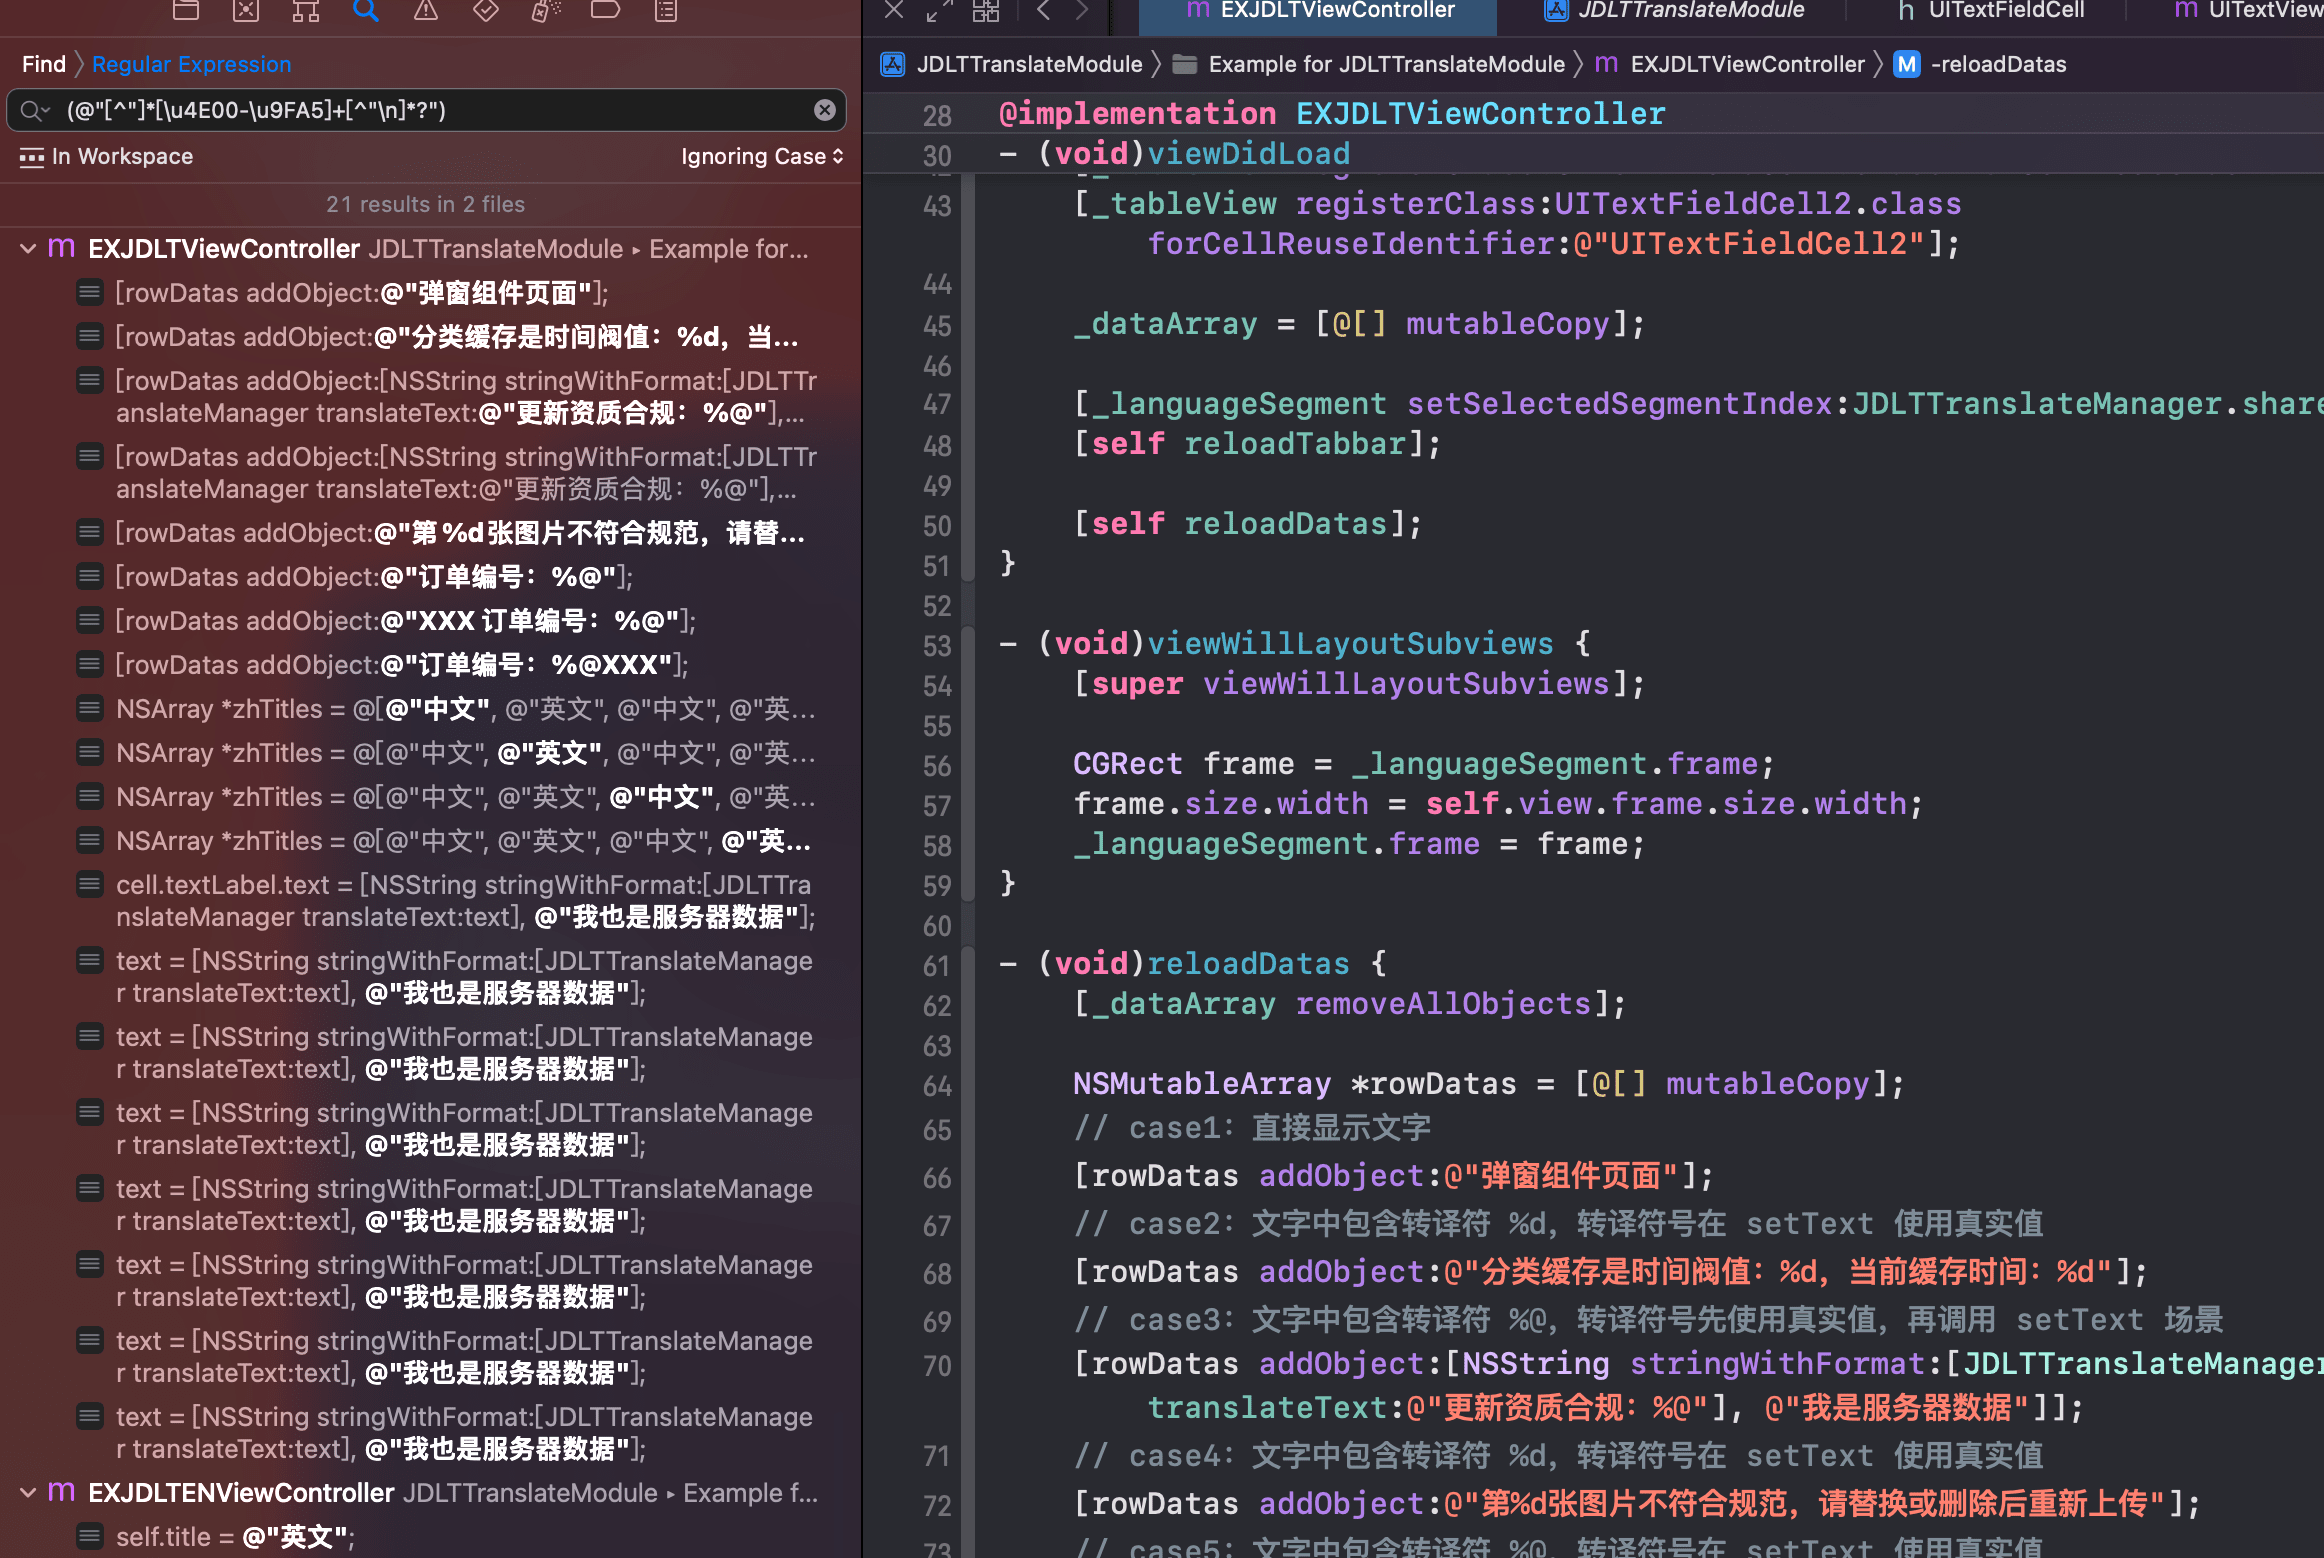 Find
Regular Expression
(@"[^"]*[\u4E00-\u9FA5]+[^"\n]*?")
In Workspace
Ignoring Case
21 results in 2 files
m EXJDLTViewController JDLTTranslateModule ▸ Example for...
[rowDatas addObject:@"弹窗组件页面"];
[rowDatas addObject:@"分类缓存是时间阀值：%d，当...
[rowDatas addObject:[NSString stringWithFormat:[JDLTTr
anslateManager translateText:@"更新资质合规：%@"],...
[rowDatas addObject:[NSString stringWithFormat:[JDLTTr
anslateManager translateText:@"更新资质合规：%@"],...
[rowDatas addObject:@"第%d张图片不符合规范，请替...
[rowDatas addObject:@"订单编号：%@"];
[rowDatas addObject:@"XXX订单编号：%@"];
[rowDatas addObject:@"订单编号：%@XXX"];
NSArray *zhTitles = @[@"中文", @"英文", @"中文", @"英...
NSArray *zhTitles = @[@"中文", @"英文", @"中文", @"英...
NSArray *zhTitles = @[@"中文", @"英文", @"中文", @"英...
NSArray *zhTitles = @[@"中文", @"英文", @"中文", @"英...
cell.textLabel.text = [NSString stringWithFormat:[JDLTTra
nslateManager translateText:text], @"我也是服务器数据"];
text = [NSString stringWithFormat:[JDLTTranslateManage
r translateText:text], @"我也是服务器数据"];
text = [NSString stringWithFormat:[JDLTTranslateManage
r translateText:text], @"我也是服务器数据"];
text = [NSString stringWithFormat:[JDLTTranslateManage
r translateText:text], @"我也是服务器数据"];
text = [NSString stringWithFormat:[JDLTTranslateManage
r translateText:text], @"我也是服务器数据"];
text = [NSString stringWithFormat:[JDLTTranslateManage
r translateText:text], @"我也是服务器数据"];
text = [NSString stringWithFormat:[JDLTTranslateManage
r translateText:text], @"我也是服务器数据"];
text = [NSString stringWithFormat:[JDLTTranslateManage
r translateText:text], @"我也是服务器数据"];
m EXJDLTENViewController JDLTTranslateModule ▸ Example f...
self.title = @"英文";
m EXJDLTViewController
JDLTTranslateModule
h UITextFieldCell
m UITextView
JDLTTranslateModule 〉 Example for JDLTTranslateModule 〉 m EXJDLTViewController 〉 M -reloadDatas
28 @implementation EXJDLTViewController
30 - (void)viewDidLoad
43 [_tableView registerClass:UITextFieldCell2.class
forCellReuseIdentifier:@"UITextFieldCell2"];
44
45 _dataArray = [@[] mutableCopy];
46
47 [_languageSegment setSelectedSegmentIndex:JDLTTranslateManager.share
48 [self reloadTabbar];
49
50 [self reloadDatas];
51 }
52
53 - (void)viewWillLayoutSubviews {
54 [super viewWillLayoutSubviews];
55
56 CGRect frame = _languageSegment.frame;
57 frame.size.width = self.view.frame.size.width;
58 _languageSegment.frame = frame;
59 }
60
61 - (void)reloadDatas {
62 [_dataArray removeAllObjects];
63
64 NSMutableArray *rowDatas = [@[] mutableCopy];
65 // case1：直接显示文字
66 [rowDatas addObject:@"弹窗组件页面"];
67 // case2：文字中包含转译符 %d，转译符号在 setText 使用真实值
68 [rowDatas addObject:@"分类缓存是时间阀值：%d，当前缓存时间：%d"];
69 // case3：文字中包含转译符 %@，转译符号先使用真实值，再调用 setText 场景
70 [rowDatas addObject:[NSString stringWithFormat:[JDLTTranslateManager
translateText:@"更新资质合规：%@"], @"我是服务器数据"]];
71 // case4：文字中包含转译符 %d，转译符号在 setText 使用真实值
72 [rowDatas addObject:@"第%d张图片不符合规范，请替换或删除后重新上传"];
73 // case5：文字中包含转译符 %@，转译符号在 setText 使用真实值